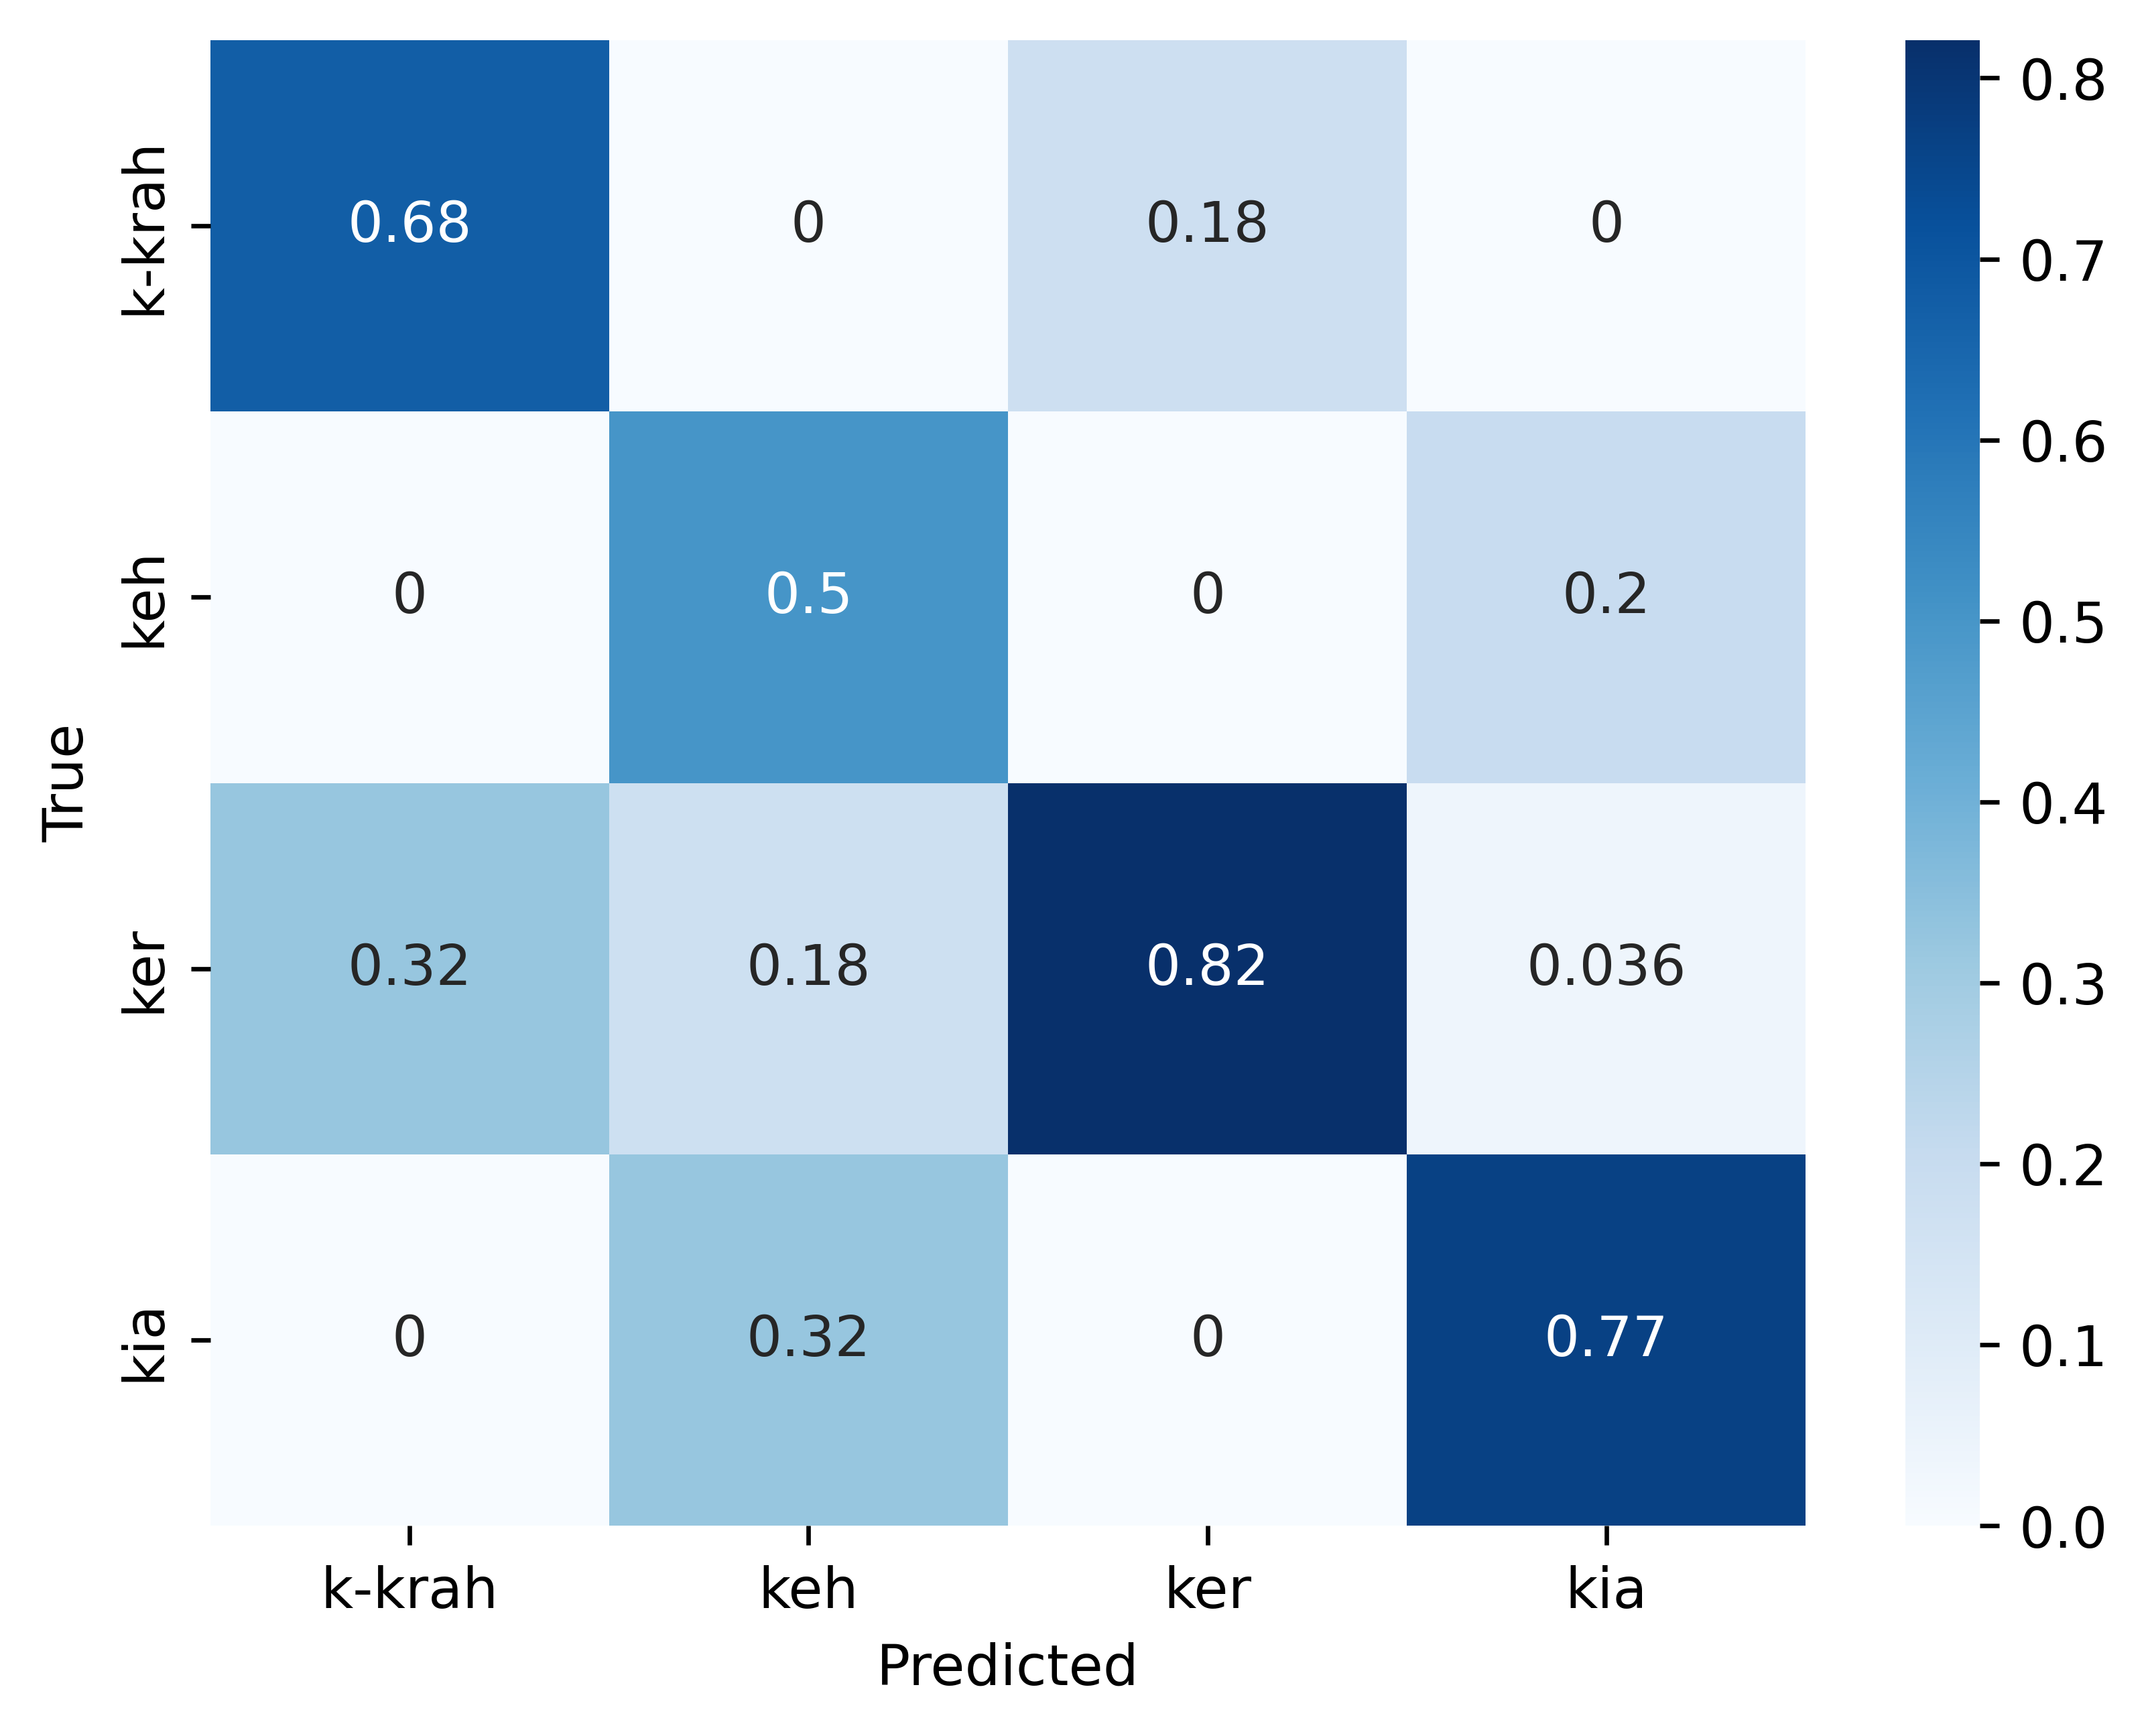 k-krah 0.68 0 0.18 0
keh 0 0.5 0 0.2
ker 0.32 0.18 0.82 0.036
kia 0 0.32 0 0.77
True
k-krah keh ker kia
Predicted
0.8
0.7
0.6
0.5
0.4
0.3
0.2
0.1
0.0